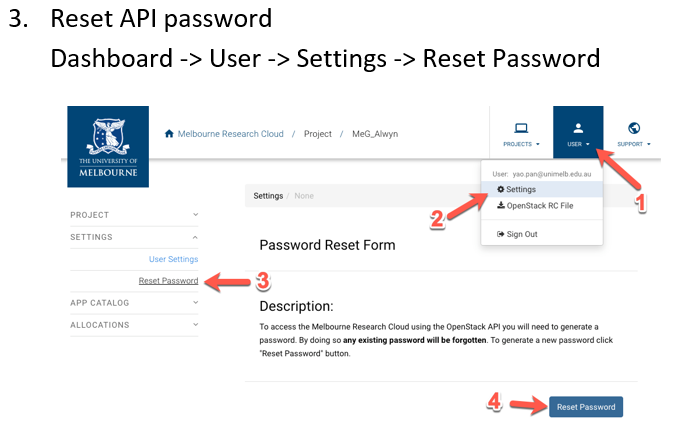 3. Reset API password
Dashboard -> User -> Settings -> Reset Password
THE UNIVERSITY OF
MELBOURNE
Melbourne Research Cloud / Project / MeG_Alwyn
PROJECTS
USER
SUPPORT
User: yao.pan@unimelb.edu.au
Settings
OpenStack RC File
Sign Out
1
2
Settings / None
PROJECT
SETTINGS
User Settings
Reset Password
3
APP CATALOG
ALLOCATIONS
Password Reset Form
Description:
To access the Melbourne Research Cloud using the OpenStack API you will need to generate a
password. By doing so any existing password will be forgotten. To generate a new password click
"Reset Password" button.
4
Reset Password